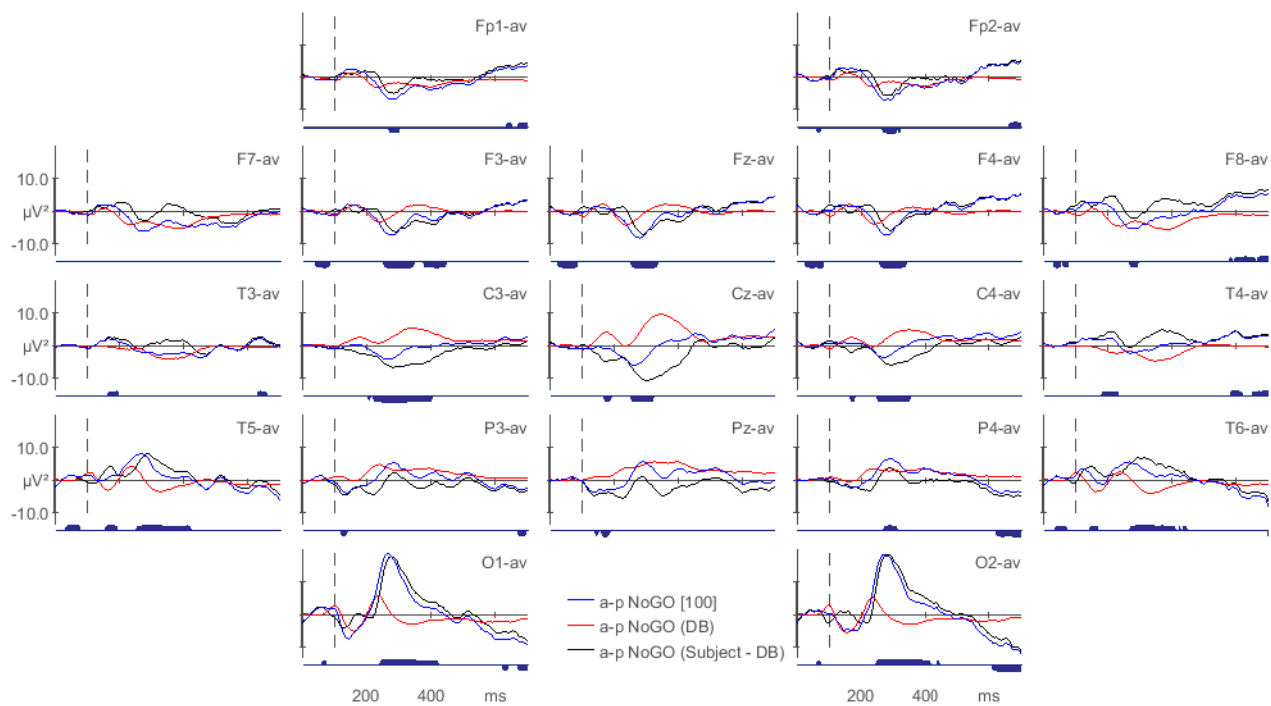 Fp1-av Fp2-av
F7-av F3-av Fz-av F4-av F8-av
10.0
µV²
-10.0
T3-av C3-av Cz-av C4-av T4-av
10.0
µV²
-10.0
T5-av P3-av Pz-av P4-av T6-av
10.0
µV²
-10.0
O1-av O2-av
a-p NoGO [100]
a-p NoGO (DB)
a-p NoGO (Subject - DB)
200 400 ms 200 400 ms